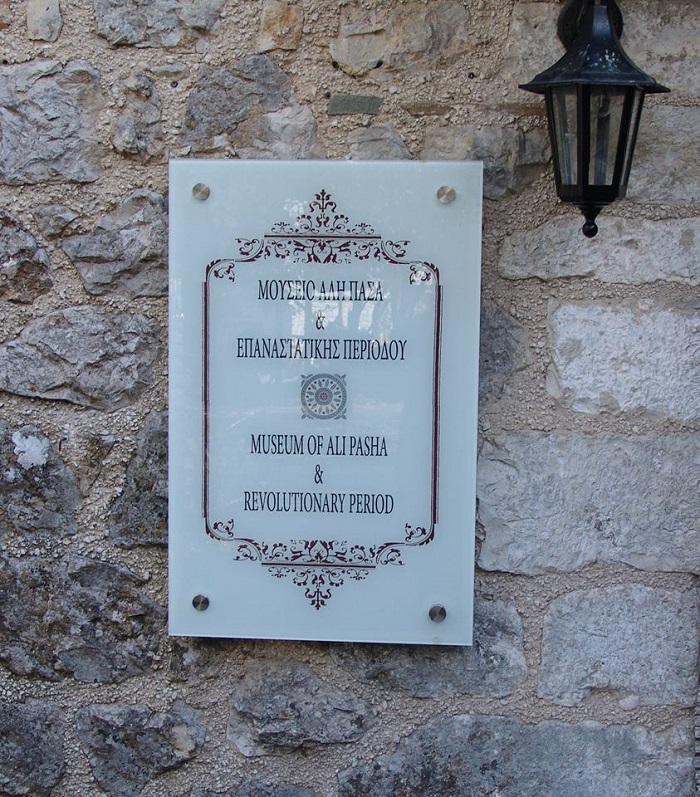 ΜΟΥΣΕΙΟ ΑΛΗ ΠΑΣΑ
&
ΕΠΑΝΑΣΤΑΤΙΚΗΣ ΠΕΡΙΟΔΟΥ
MUSEUM OF ALI PASHA
&
REVOLUTIONARY PERIOD